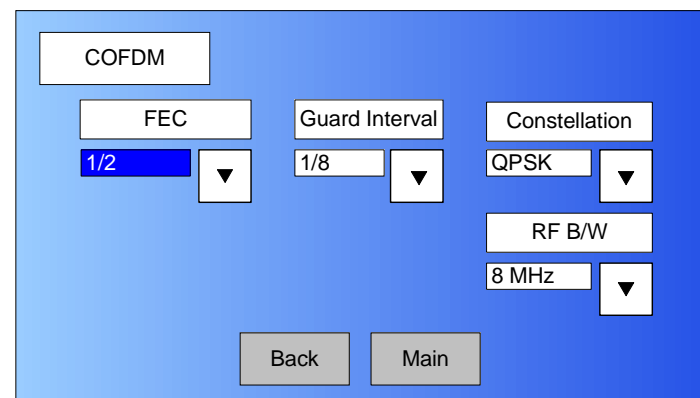 COFDM
FEC
Guard Interval
Constellation
1/2
1/8
QPSK
RF B/W
8 MHz
Back
Main